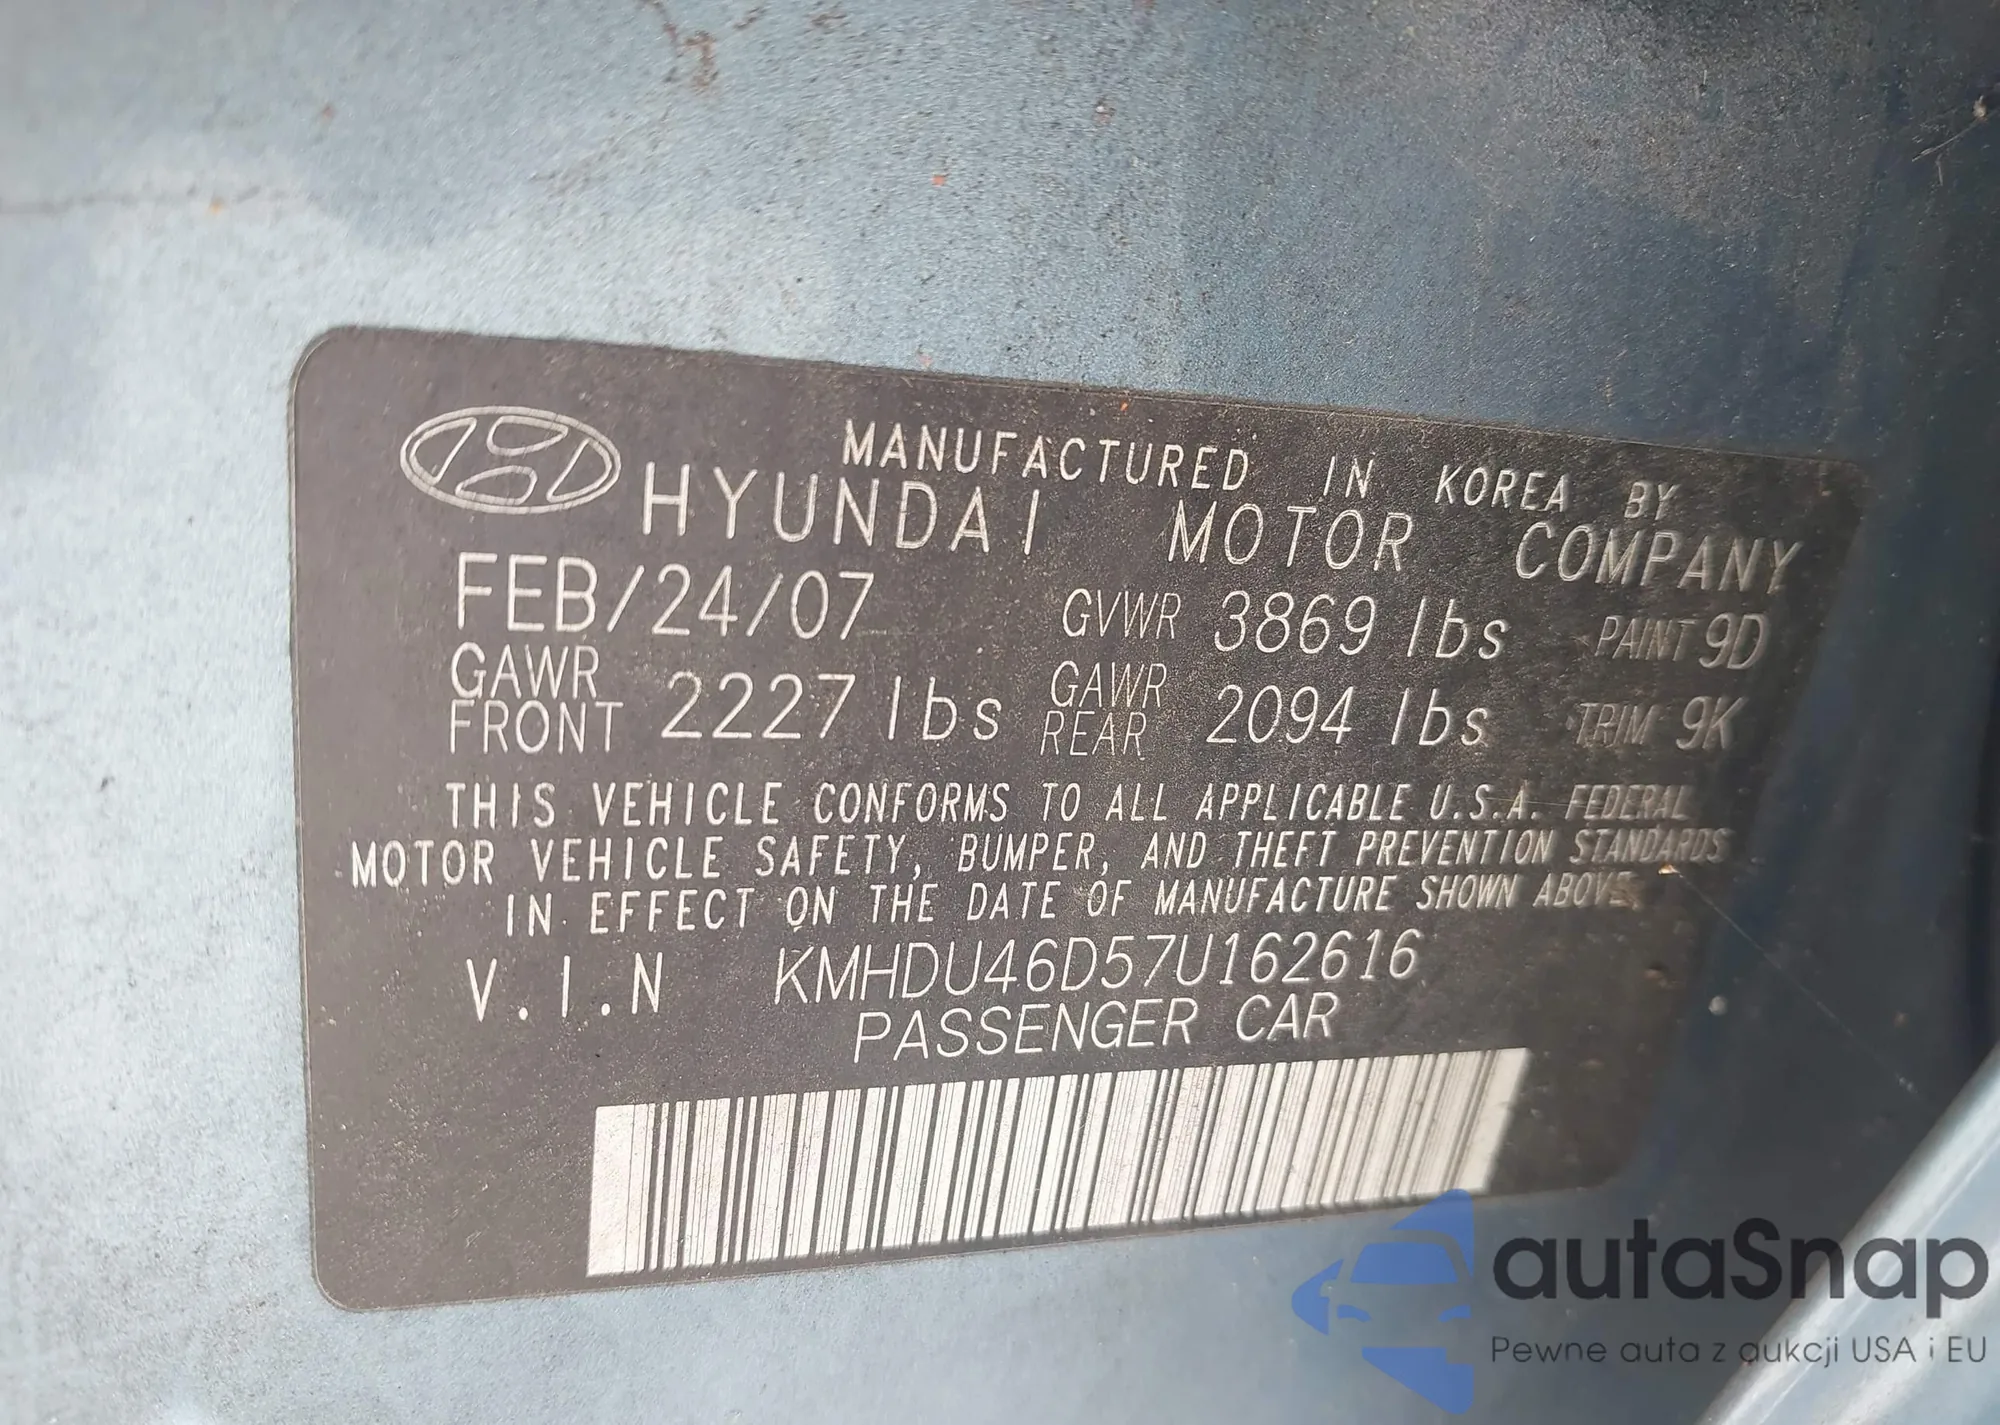 MANUFACTURED IN KOREA BY
HYUNDAI MOTOR COMPANY
FEB/24/07 GVWR 3869 lbs PAINT 9D
GAWR FRONT 2227 lbs GAWR REAR 2094 lbs TRIM 9K
THIS VEHICLE CONFORMS TO ALL APPLICABLE U.S.A. FEDERAL
MOTOR VEHICLE SAFETY, BUMPER, AND THEFT PREVENTION STANDARDS
IN EFFECT ON THE DATE OF MANUFACTURE SHOWN ABOVE.
V.I.N KMHDU46D57U162616
PASSENGER CAR
autaSnap
Pewne auta z aukcji USA i EU